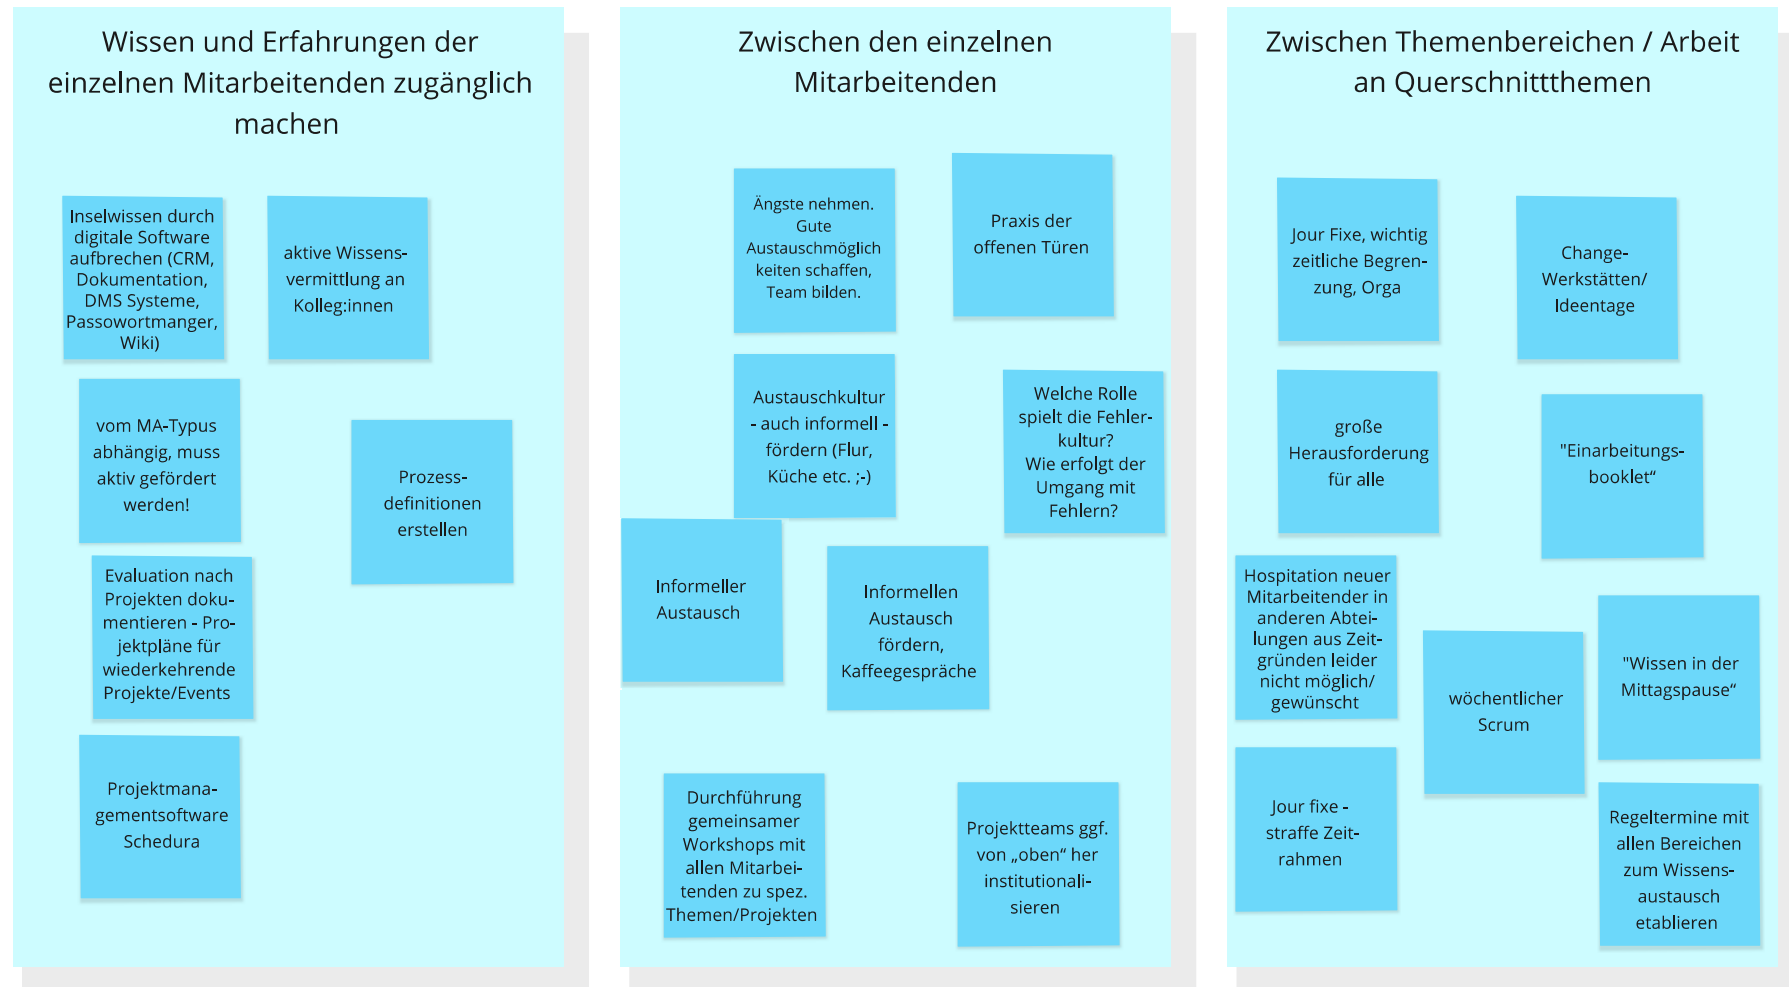 Wissen und Erfahrungen der
einzelnen Mitarbeitenden zugänglich
machen
Inselwissen durch
digitale Software
aufbrechen (CRM,
Dokumentation,
DMS Systeme,
Passowortmanger,
Wiki)
aktive Wissens-
vermittlung an
Kolleg:innen
vom MA-Typus
abhängig, muss
aktiv gefördert
werden!
Prozess-
definitionen
erstellen
Evaluation nach
Projekten doku-
mentieren - Pro-
jektpläne für
wiederkehrende
Projekte/Events
Projektmana-
gementsoftware
Schedura
Zwischen den einzelnen
Mitarbeitenden
Ängste nehmen.
Gute
Austauschmöglich
keiten schaffen,
Team bilden.
Praxis der
offenen Türen
Austauschkultur
- auch informell -
fördern (Flur,
Küche etc. ;-)
Welche Rolle
spielt die Fehler-
kultur?
Wie erfolgt der
Umgang mit
Fehlern?
Informeller
Austausch
Informellen
Austausch
fördern,
Kaffeegespräche
Durchführung
gemeinsamer
Workshops mit
allen Mitarbei-
tenden zu spez.
Themen/Projekten
Projektteams ggf.
von „oben“ her
institutionali-
sieren
Zwischen Themenbereichen / Arbeit
an Querschnittthemen
Jour Fixe, wichtig
zeitliche Begren-
zung, Orga
Change-
Werkstätten/
Ideentage
große
Herausforderung
für alle
"Einarbeitungs-
booklet“
Hospitation neuer
Mitarbeitender in
anderen Abtei-
lungen aus Zeit-
gründen leider
nicht möglich/
gewünscht
wöchentlicher
Scrum
"Wissen in der
Mittagspause“
Jour fixe -
straffe Zeit-
rahmen
Regeltermine mit
allen Bereichen
zum Wissens-
austausch
etablieren